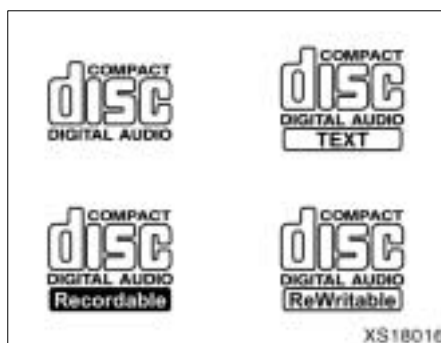 COMPACT
disc
DIGITAL AUDIO
COMPACT
disc
DIGITAL AUDIO
TEXT
COMPACT
disc
DIGITAL AUDIO
Recordable
COMPACT
disc
DIGITAL AUDIO
ReWritable
XS18016